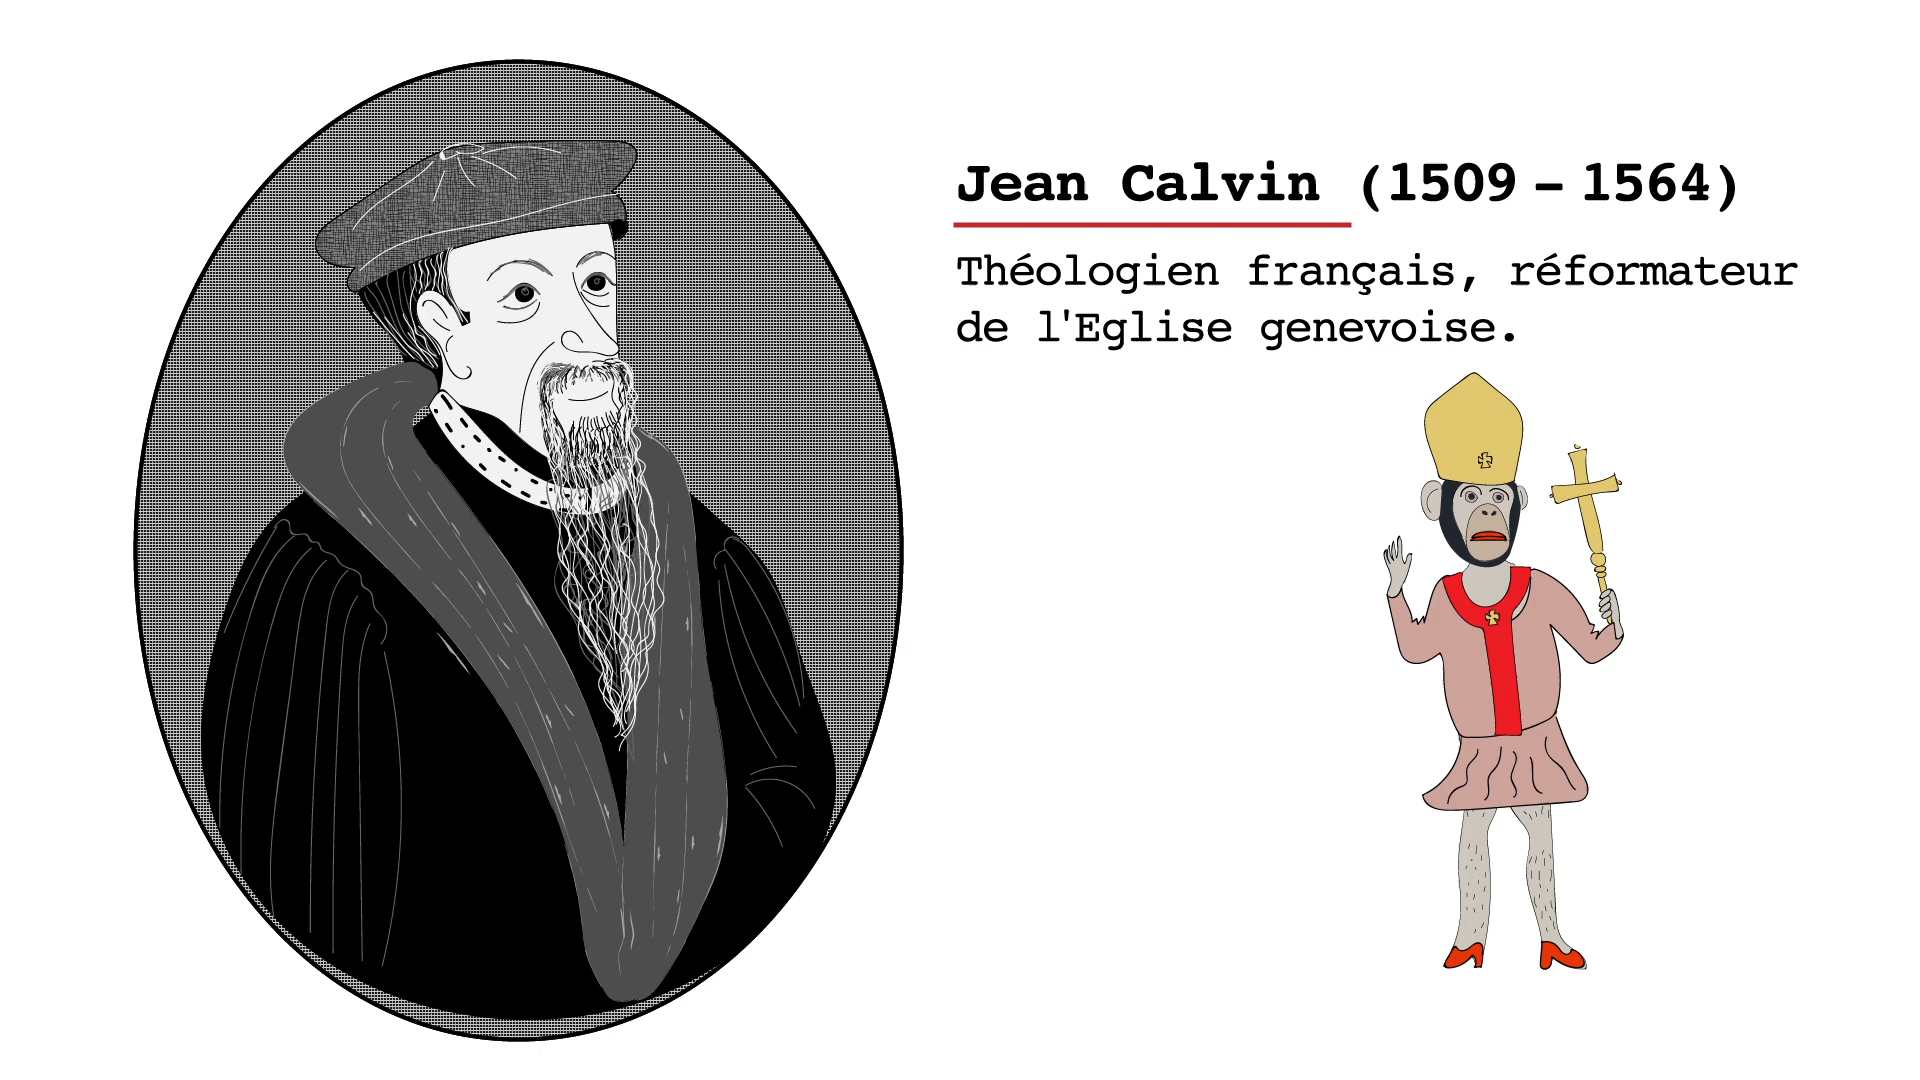 Jean Calvin (1509 – 1564)
Théologien français, réformateur
de l'Eglise genevoise.